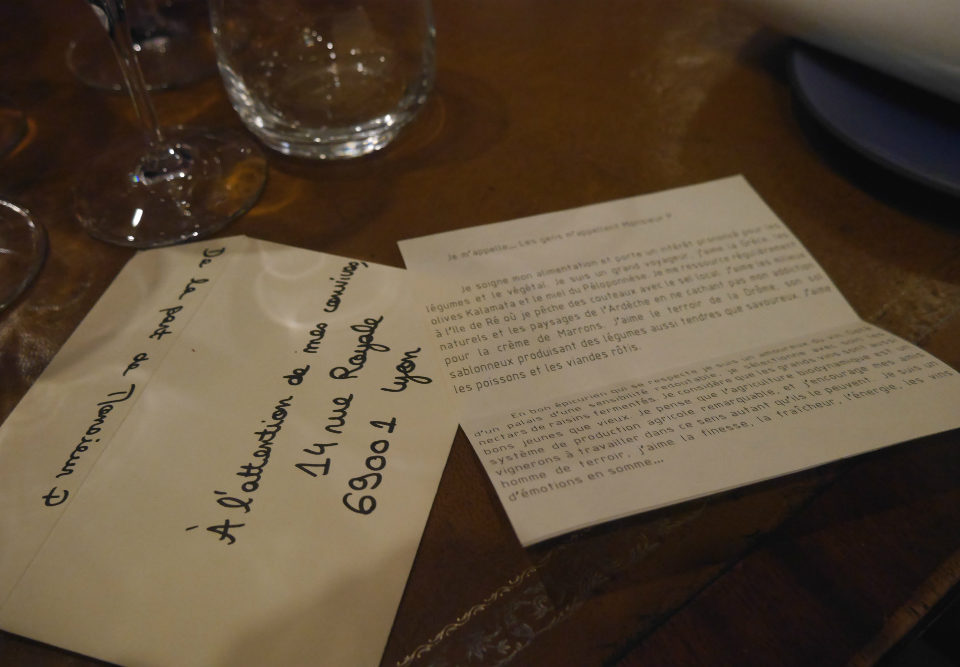 De la part de Monsieur P
À l'attention de mes convives
14 rue Royale
69001 Lyon
Je m'appelle... Les gens m'appellent Monsieur P
Je soigne mon alimentation et porte un intérêt prononcé pour les
légumes et le végétal. Je suis un grand voyageur, j'aime la Grèce, les
olives Kalamata et le miel du Péloponnèse. Je me ressource régulièrement
à l'île de Ré où je pêche des couteaux avec le sel local. J'aime les milieux
naturels et les paysages de l'Ardèche en ne cachant pas mon addiction
pour la crème de Marrons. J'aime le terroir de la Drôme, son sol
sablonneux produisant des légumes aussi tendres que savoureux. J'aime
les poissons et les viandes rôtis.
En bon épicurien qui se respecte je suis un amoureux du vin
d'un palais d'une sensibilité redoutable, je sélectionne
nectars de raisins fermentés. Je considère que les grands vins sont aussi
bons jeunes que vieux. Je pense que l'agriculture biodynamique est un
système de production agricole remarquable, et j'encourage mes amis
vignerons à travailler dans ce sens autant qu'ils le peuvent. Je suis un
homme de terroir, j'aime la finesse, la fraîcheur, l'énergie, les vins
d'émotions en somme...